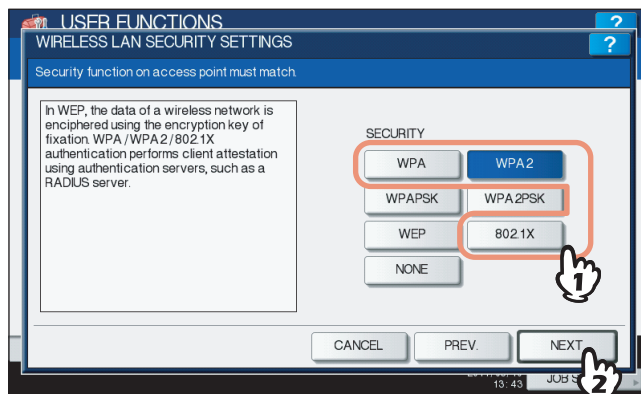 USER FUNCTIONS
?
WIRELESS LAN SECURITY SETTINGS
?
Security function on access point must match.
In WEP, the data of a wireless network is
enciphered using the encryption key of
fixation. WPA/WPA2/802.1X
authentication performs client attestation
using authentication servers, such as a
RADIUS server.
SECURITY
WPA
WPA2
WPAPSK
WPA2PSK
WEP
802.1X
NONE
1
CANCEL
PREV.
NEXT
2
13:43
JOB